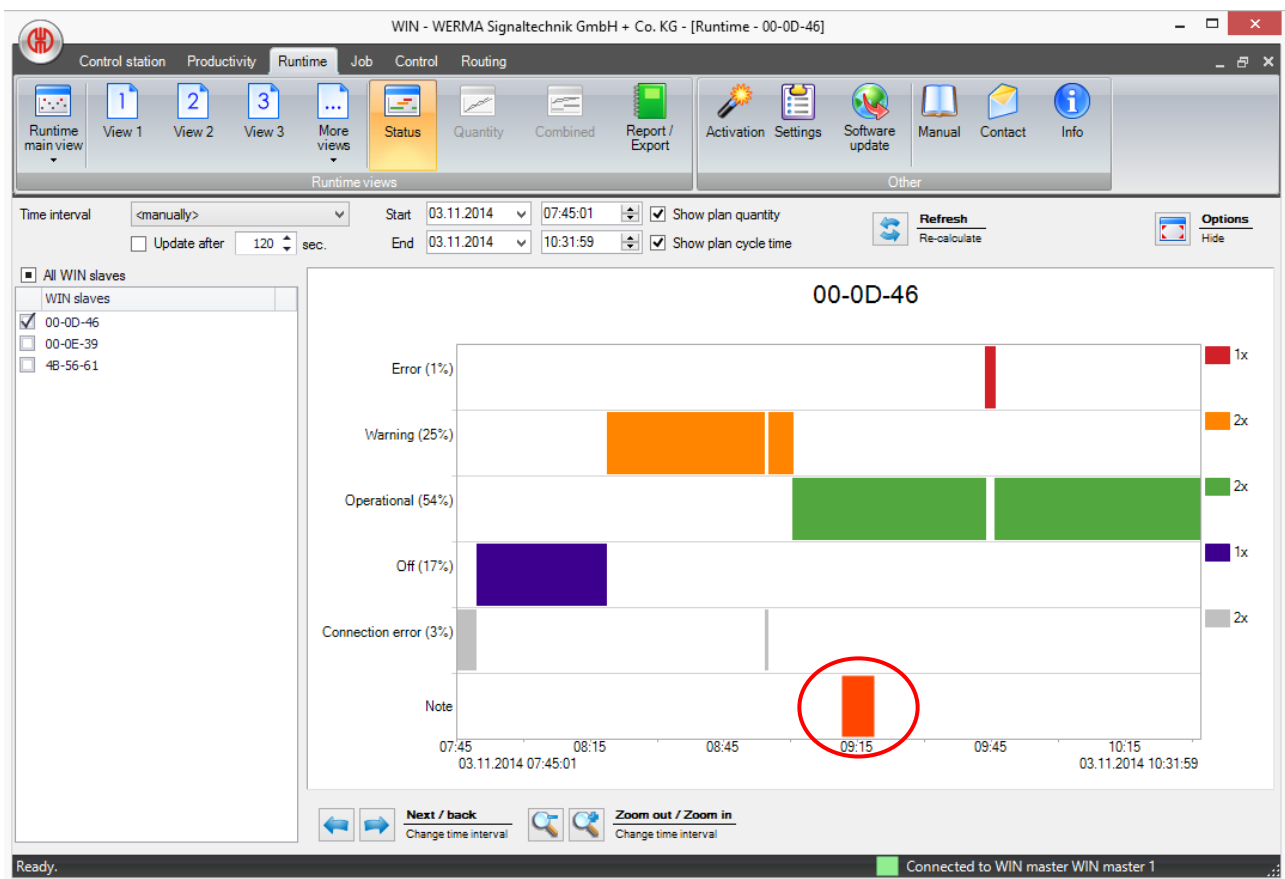 WIN - WERMA Signaltechnik GmbH + Co. KG - [Runtime - 00-0D-46]
Control station Productivity Runtime Job Control Routing
1 2 3 ...
Runtime main view View 1 View 2 View 3 More views Status Quantity Combined Report / Export Activation Settings Software update Manual Contact Info
Runtime views Other
Time interval <manually> Start 03.11.2014 07:45:01 Show plan quantity Refresh Options
Update after 120 sec. End 03.11.2014 10:31:59 Show plan cycle time Re-calculate Hide
All WIN slaves
WIN slaves
00-0D-46
00-0E-39
4B-56-61
00-0D-46
Error (1%) 1x
Warning (25%) 2x
Operational (54%) 2x
Off (17%) 1x
Connection error (3%) 2x
Note
07:45 08:15 08:45 09:15 09:45 10:15
03.11.2014 07:45:01 03.11.2014 10:31:59
Next / back Zoom out / Zoom in
Change time interval Change time interval
Ready. Connected to WIN master WIN master 1